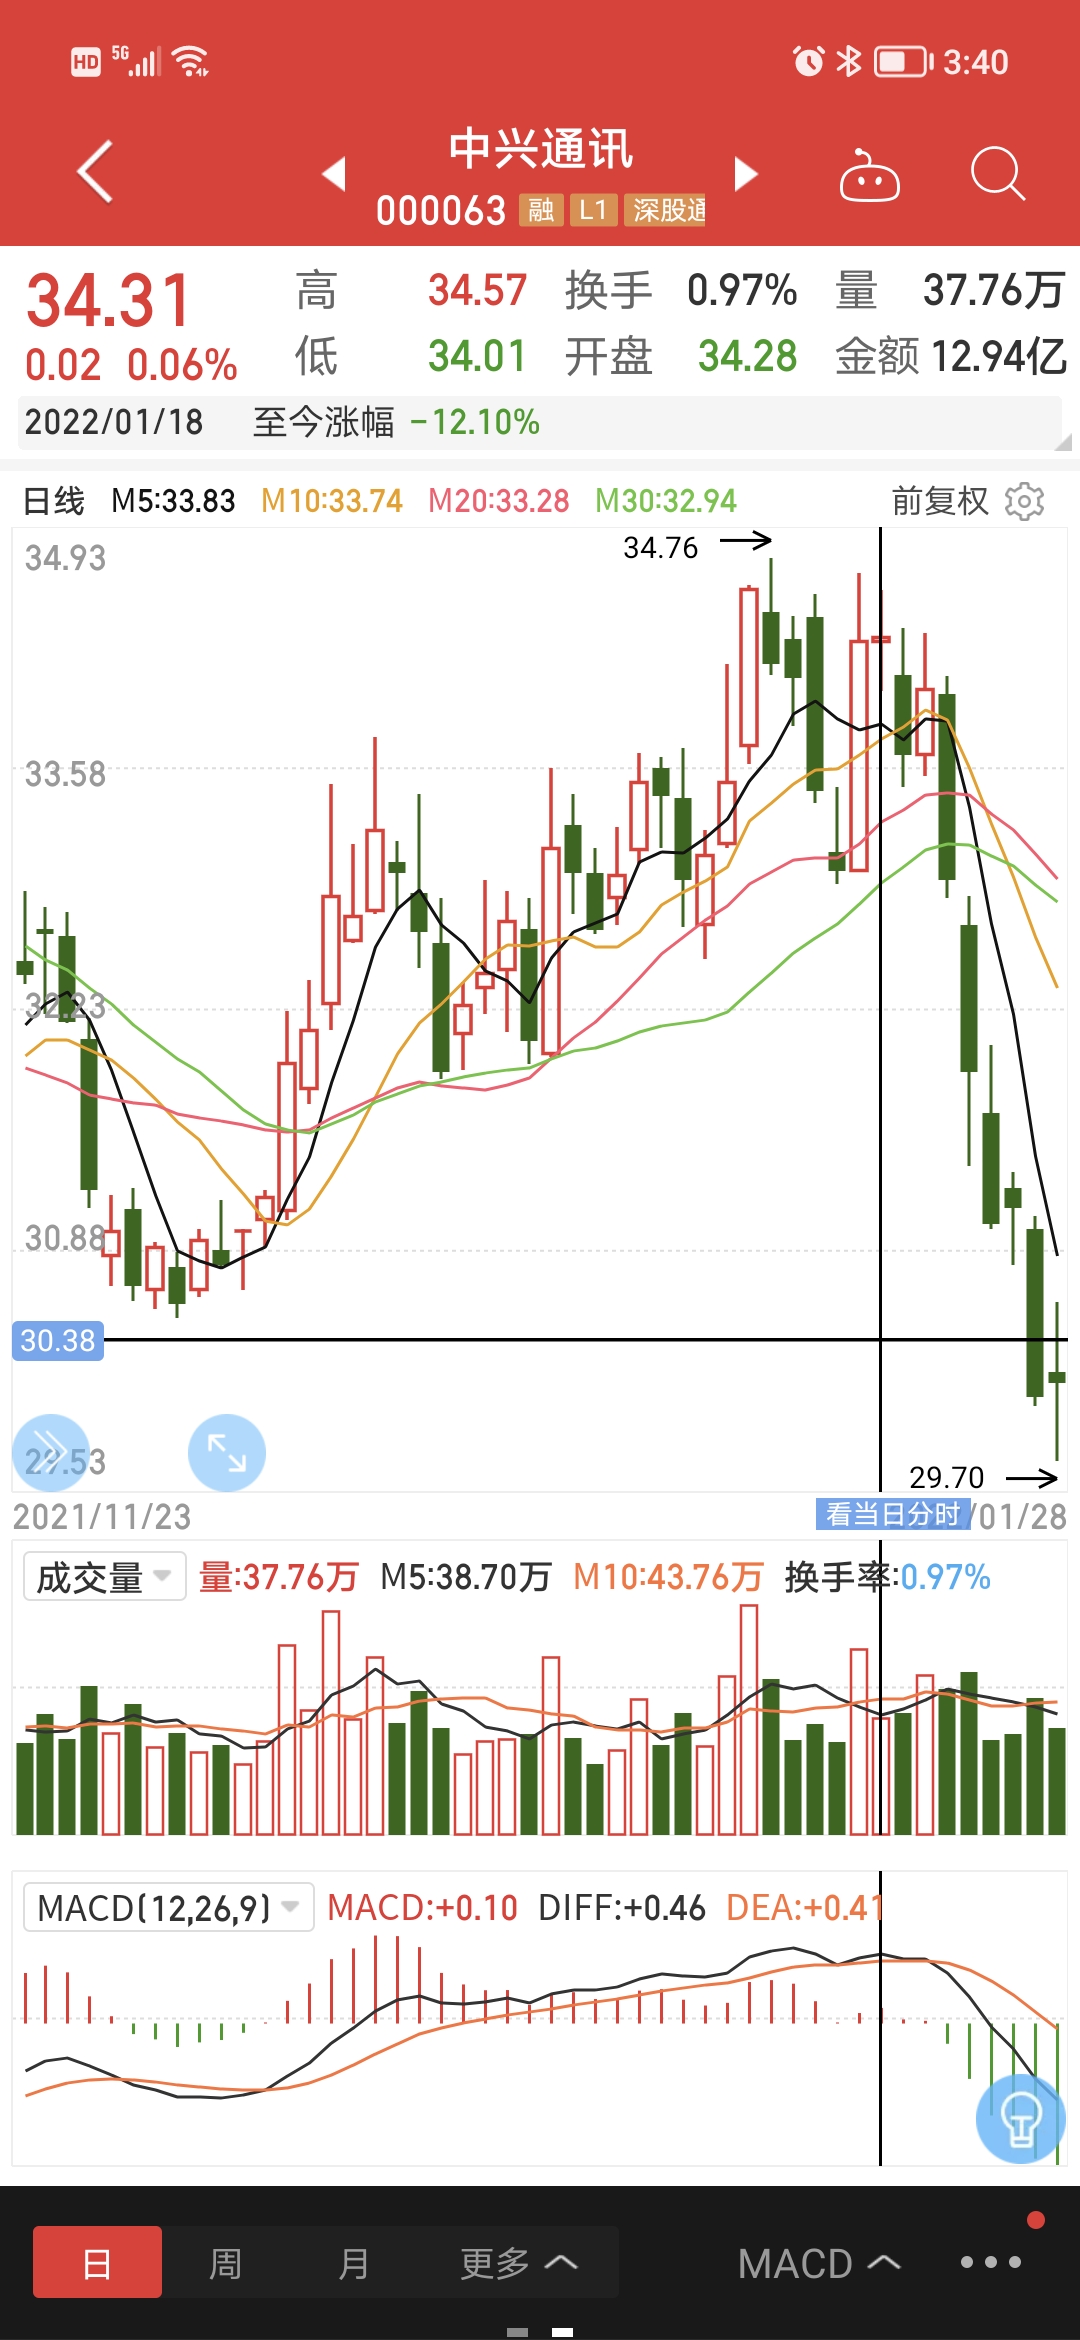 HD 5G 3:40
中兴通讯
000063 融 L1 深股通
34.31 高 34.57 换手 0.97% 量 37.76万
0.02 0.06% 低 34.01 开盘 34.28 金额 12.94亿
2022/01/18 至今涨幅 -12.10%
日线 M5:33.83 M10:33.74 M20:33.28 M30:32.94 前复权
34.76
34.93
33.58
32.23
30.88
30.38
29.53
29.70
2021/11/23 看当日分时 /01/28
成交量 量:37.76万 M5:38.70万 M10:43.76万 换手率:0.97%
MACD(12,26,9) MACD:+0.10 DIFF:+0.46 DEA:+0.41
日 周 月 更多 MACD